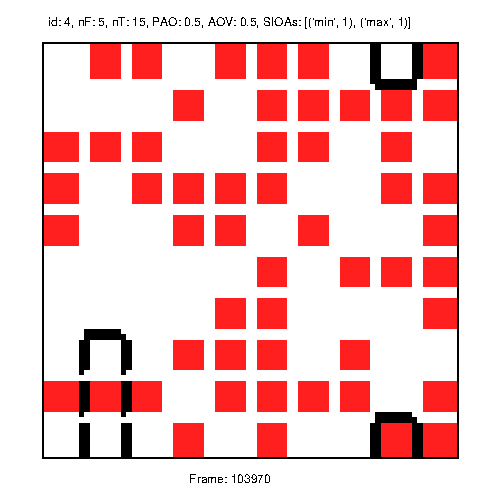 id: 4, nF: 5, nT: 15, PAO: 0.5, AOV: 0.5, SIOAs: [('min', 1), ('max', 1)]
Frame: 103970